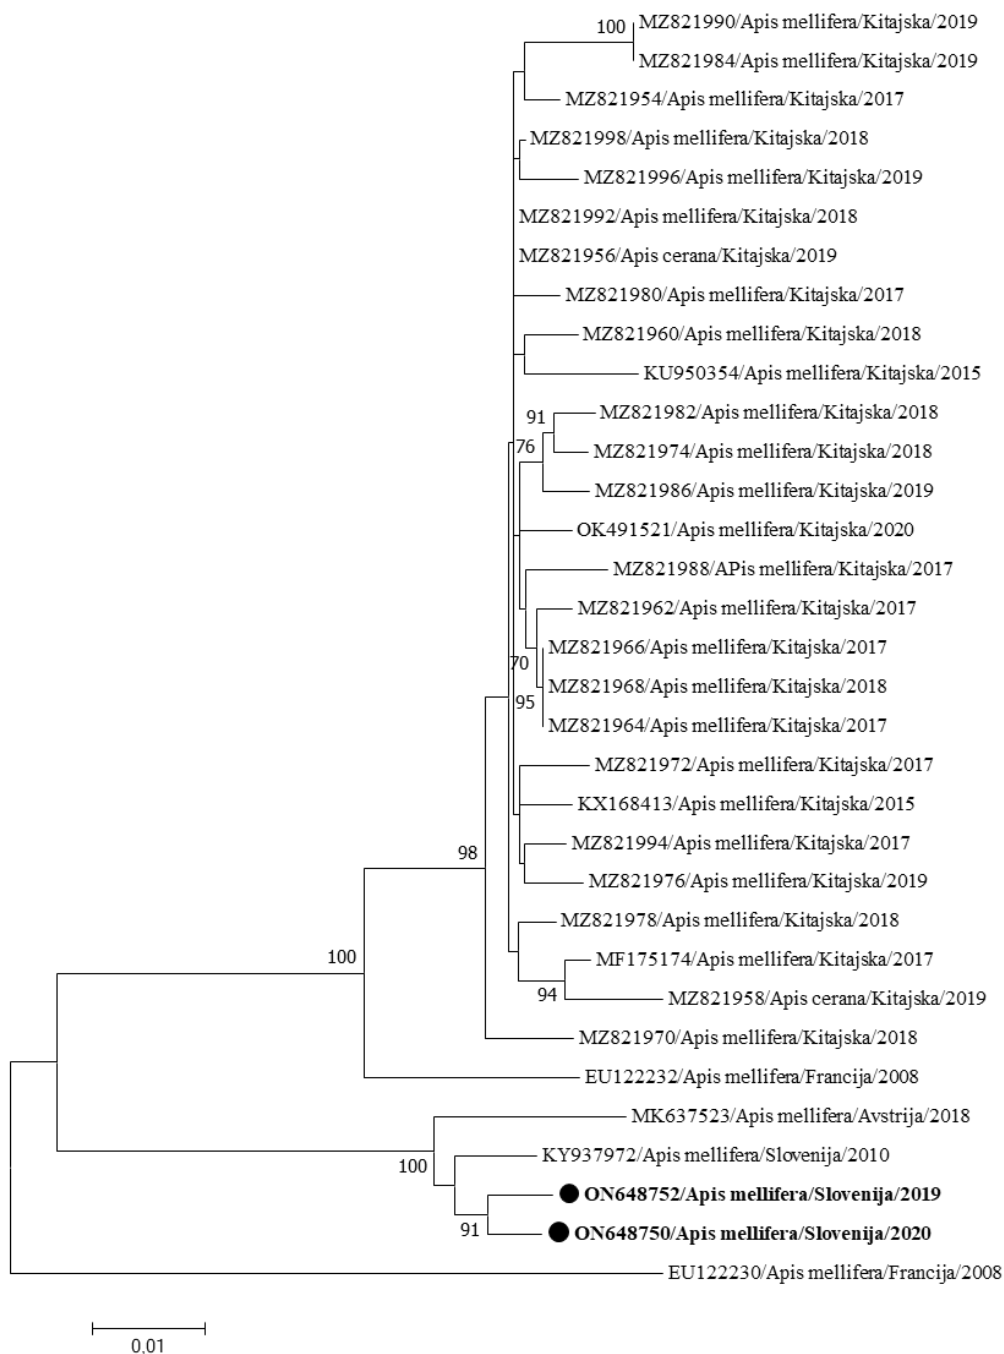 100
MZ821990/Apis mellifera/Kitajska/2019
MZ821984/Apis mellifera/Kitajska/2019
MZ821954/Apis mellifera/Kitajska/2017
MZ821998/Apis mellifera/Kitajska/2018
MZ821996/Apis mellifera/Kitajska/2019
MZ821992/Apis mellifera/Kitajska/2018
MZ821956/Apis cerana/Kitajska/2019
MZ821980/Apis mellifera/Kitajska/2017
MZ821960/Apis mellifera/Kitajska/2018
KU950354/Apis mellifera/Kitajska/2015
91
MZ821982/Apis mellifera/Kitajska/2018
76
MZ821974/Apis mellifera/Kitajska/2018
MZ821986/Apis mellifera/Kitajska/2019
OK491521/Apis mellifera/Kitajska/2020
MZ821988/APis mellifera/Kitajska/2017
MZ821962/Apis mellifera/Kitajska/2017
MZ821966/Apis mellifera/Kitajska/2017
70
MZ821968/Apis mellifera/Kitajska/2018
95
MZ821964/Apis mellifera/Kitajska/2017
MZ821972/Apis mellifera/Kitajska/2017
KX168413/Apis mellifera/Kitajska/2015
MZ821994/Apis mellifera/Kitajska/2017
98
MZ821976/Apis mellifera/Kitajska/2019
MZ821978/Apis mellifera/Kitajska/2018
100
MF175174/Apis mellifera/Kitajska/2017
94
MZ821958/Apis cerana/Kitajska/2019
MZ821970/Apis mellifera/Kitajska/2018
EU122232/Apis mellifera/Francija/2008
MK637523/Apis mellifera/Avstrija/2018
100
KY937972/Apis mellifera/Slovenija/2010
ON648752/Apis mellifera/Slovenija/2019
91
ON648750/Apis mellifera/Slovenija/2020
EU122230/Apis mellifera/Francija/2008
0,01